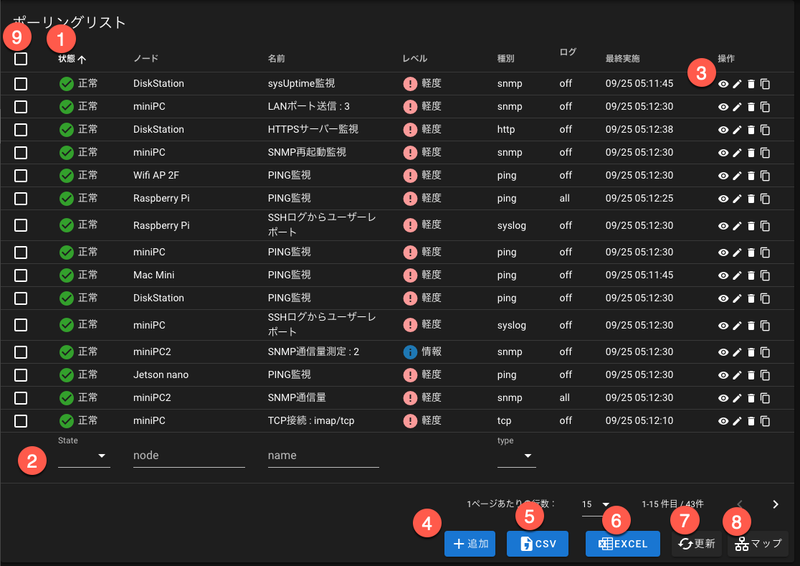 ポーリングリスト
9 1 状態 ノード 名前 レベル 種別 ログ 最終実施 操作
3
正常 DiskStation sysUptime監視 軽度 snmp off 09/25 05:11:45
正常 miniPC LANポート送信 : 3 軽度 snmp off 09/25 05:12:30
正常 DiskStation HTTPSサーバー監視 軽度 http off 09/25 05:12:38
正常 miniPC SNMP再起動監視 軽度 snmp off 09/25 05:12:30
正常 Wifi AP 2F PING監視 軽度 ping off 09/25 05:12:30
正常 Raspberry Pi PING監視 軽度 ping all 09/25 05:12:25
正常 Raspberry Pi SSHログからユーザーレ 軽度 syslog off 09/25 05:12:30
ポート
正常 miniPC PING監視 軽度 ping off 09/25 05:12:30
正常 Mac Mini PING監視 軽度 ping off 09/25 05:11:45
正常 DiskStation PING監視 軽度 ping off 09/25 05:12:30
正常 miniPC SSHログからユーザーレ 軽度 syslog off 09/25 05:12:30
ポート
正常 miniPC2 SNMP通信量測定 : 2 情報 snmp off 09/25 05:12:30
正常 Jetson nano PING監視 軽度 ping off 09/25 05:12:30
正常 miniPC2 SNMP通信量 軽度 snmp all 09/25 05:12:30
正常 miniPC TCP接続 : imap/tcp 軽度 tcp off 09/25 05:12:10
State type
2 node name
1ページあたりの行数 : 15 1-15 件目 / 43件
4 5 6 7 8
追加 CSV EXCEL 更新 マップ